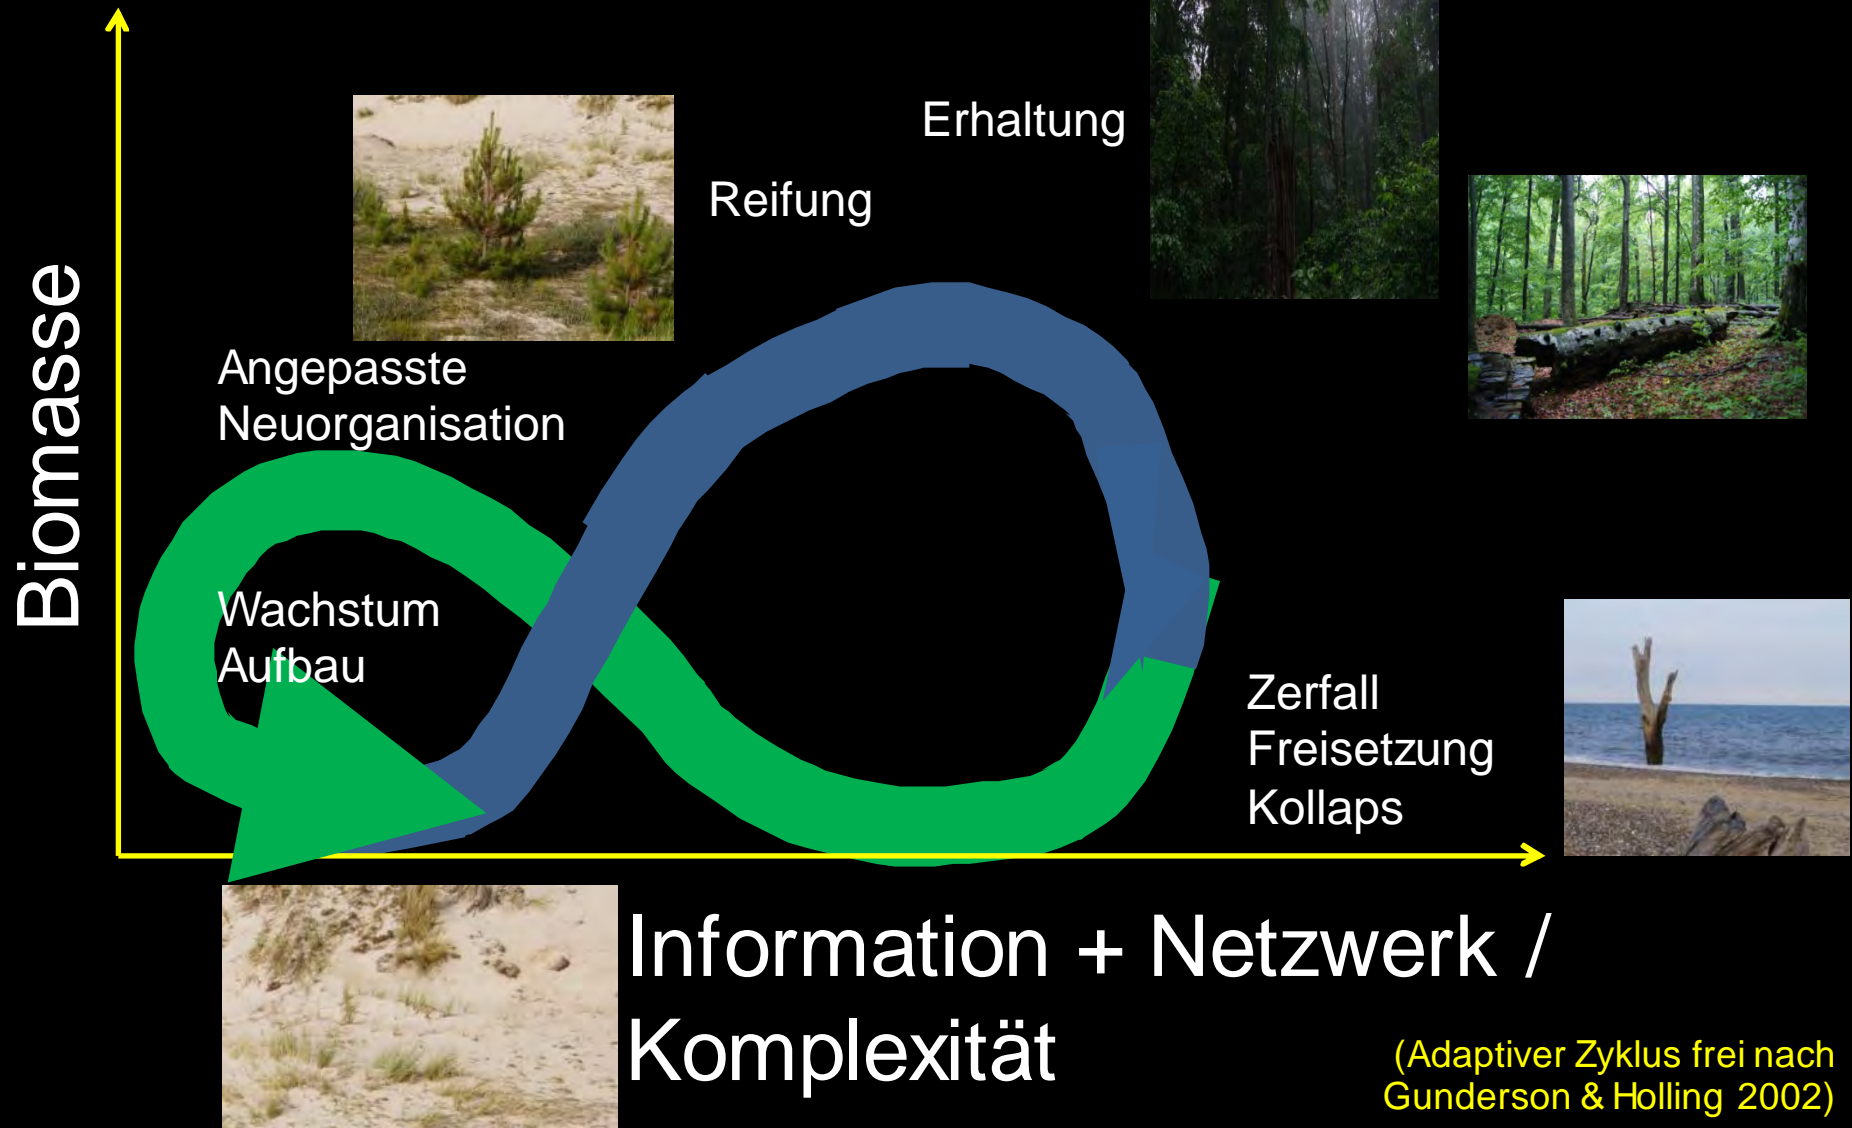 Erhaltung
Reifung
Angepasste
Neuorganisation
Biomasse
Wachstum
Aufbau
Zerfall
Freisetzung
Kollaps
Information + Netzwerk /
Komplexität
(Adaptiver Zyklus frei nach
Gunderson & Holling 2002)